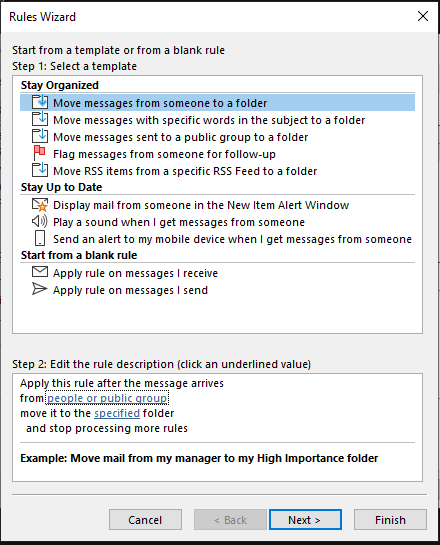 Rules Wizard
Start from a template or from a blank rule
Step 1: Select a template
Stay Organized
Move messages from someone to a folder
Move messages with specific words in the subject to a folder
Move messages sent to a public group to a folder
Flag messages from someone for follow-up
Move RSS items from a specific RSS Feed to a folder
Stay Up to Date
Display mail from someone in the New Item Alert Window
Play a sound when I get messages from someone
Send an alert to my mobile device when I get messages from someone
Start from a blank rule
Apply rule on messages I receive
Apply rule on messages I send
Step 2: Edit the rule description (click an underlined value)
Apply this rule after the message arrives
from people or public group
move it to the specified folder
and stop processing more rules
Example: Move mail from my manager to my High Importance folder
Cancel < Back Next > Finish